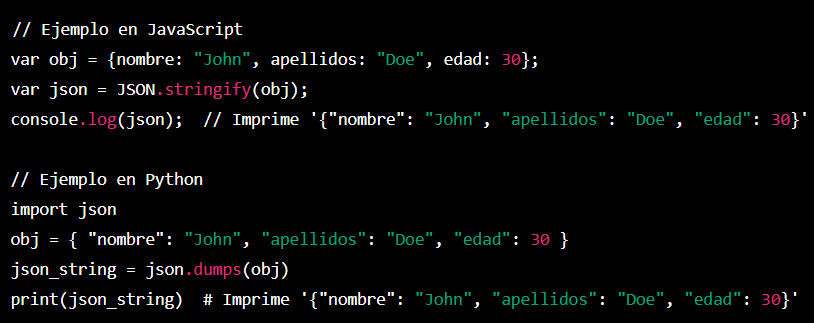 // Ejemplo en JavaScript
var obj = {nombre: "John", apellidos: "Doe", edad: 30};
var json = JSON.stringify(obj);
console.log(json);  // Imprime '{"nombre": "John", "apellidos": "Doe", "edad": 30}'
// Ejemplo en Python
import json
obj = { "nombre": "John", "apellidos": "Doe", "edad": 30 }
json_string = json.dumps(obj)
print(json_string)  # Imprime '{"nombre": "John", "apellidos": "Doe", "edad": 30}'